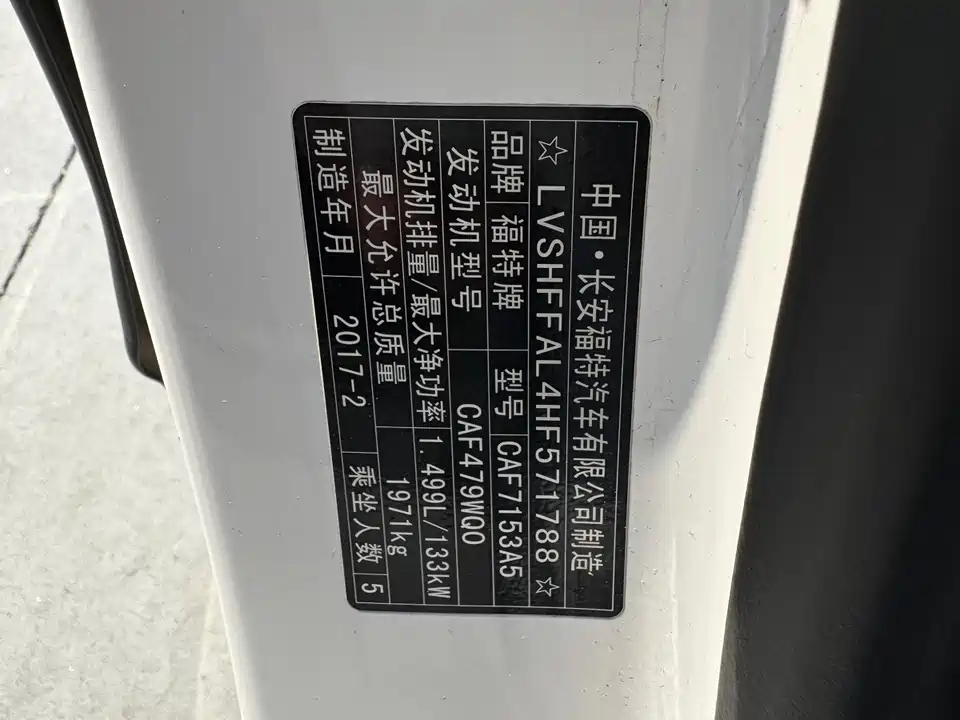 中国·长安福特汽车有限公司制造
☆LVSHFFAL4HF571788☆
品牌 福特牌 型号 CAF7153A5
发动机型号 CAF479WQ0
发动机排量/最大净功率 1.499L/133kW
最大允许总质量 1971kg
制造年月 2017-2 乘坐人数 5